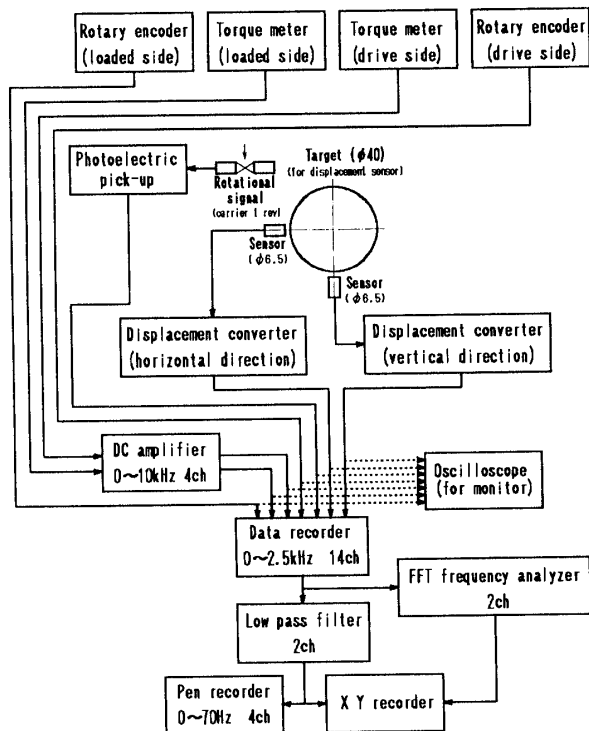 Rotary encoder
(loaded side)
Torque meter
(loaded side)
Torque meter
(drive side)
Rotary encoder
(drive side)
Photoelectric
pick-up
Rotational
signal
(carrier 1 rev)
Target (φ40)
(for displacement sensor)
Sensor
(φ6.5)
Sensor
(φ6.5)
Displacement converter
(horizontal direction)
Displacement converter
(vertical direction)
DC amplifier
0~10kHz 4ch
Oscilloscope
(for monitor)
Data recorder
0~2.5kHz 14ch
FFT frequency analyzer
2ch
Low pass filter
2ch
Pen recorder
0~70Hz 4ch
X Y recorder